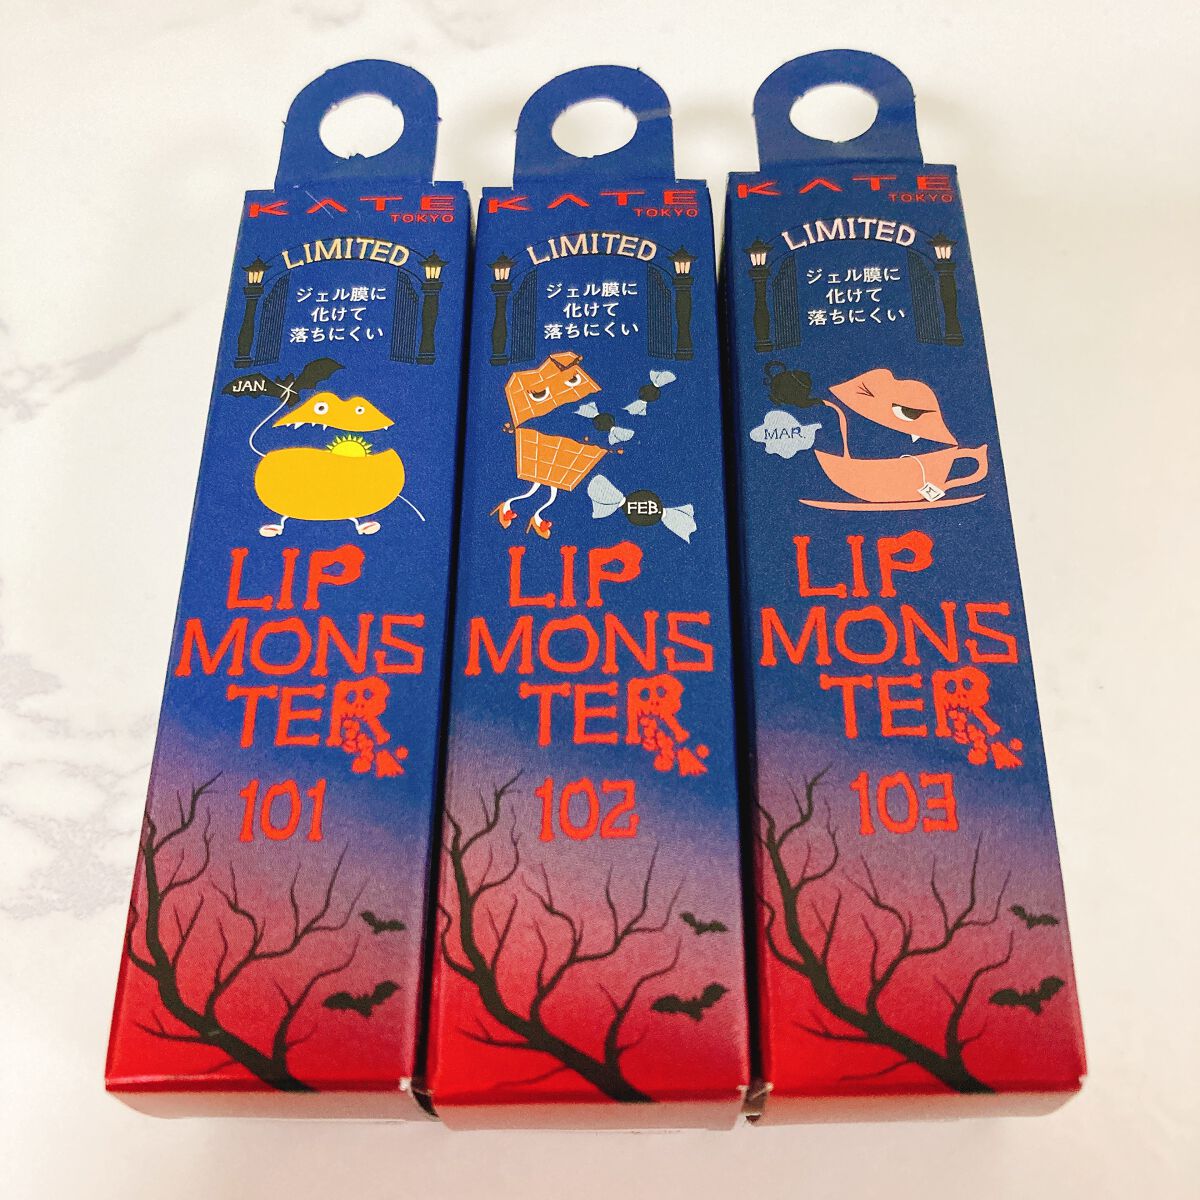 KATE
TOKYO
LIMITED
ジェル膜に
化けて
落ちにくい
JAN.
LIP
MONS
TER
101
KATE
TOKYO
LIMITED
ジェル膜に
化けて
落ちにくい
FEB.
LIP
MONS
TER
102
KATE
TOKYO
LIMITED
ジェル膜に
化けて
落ちにくい
MAR.
LIP
MONS
TER
103